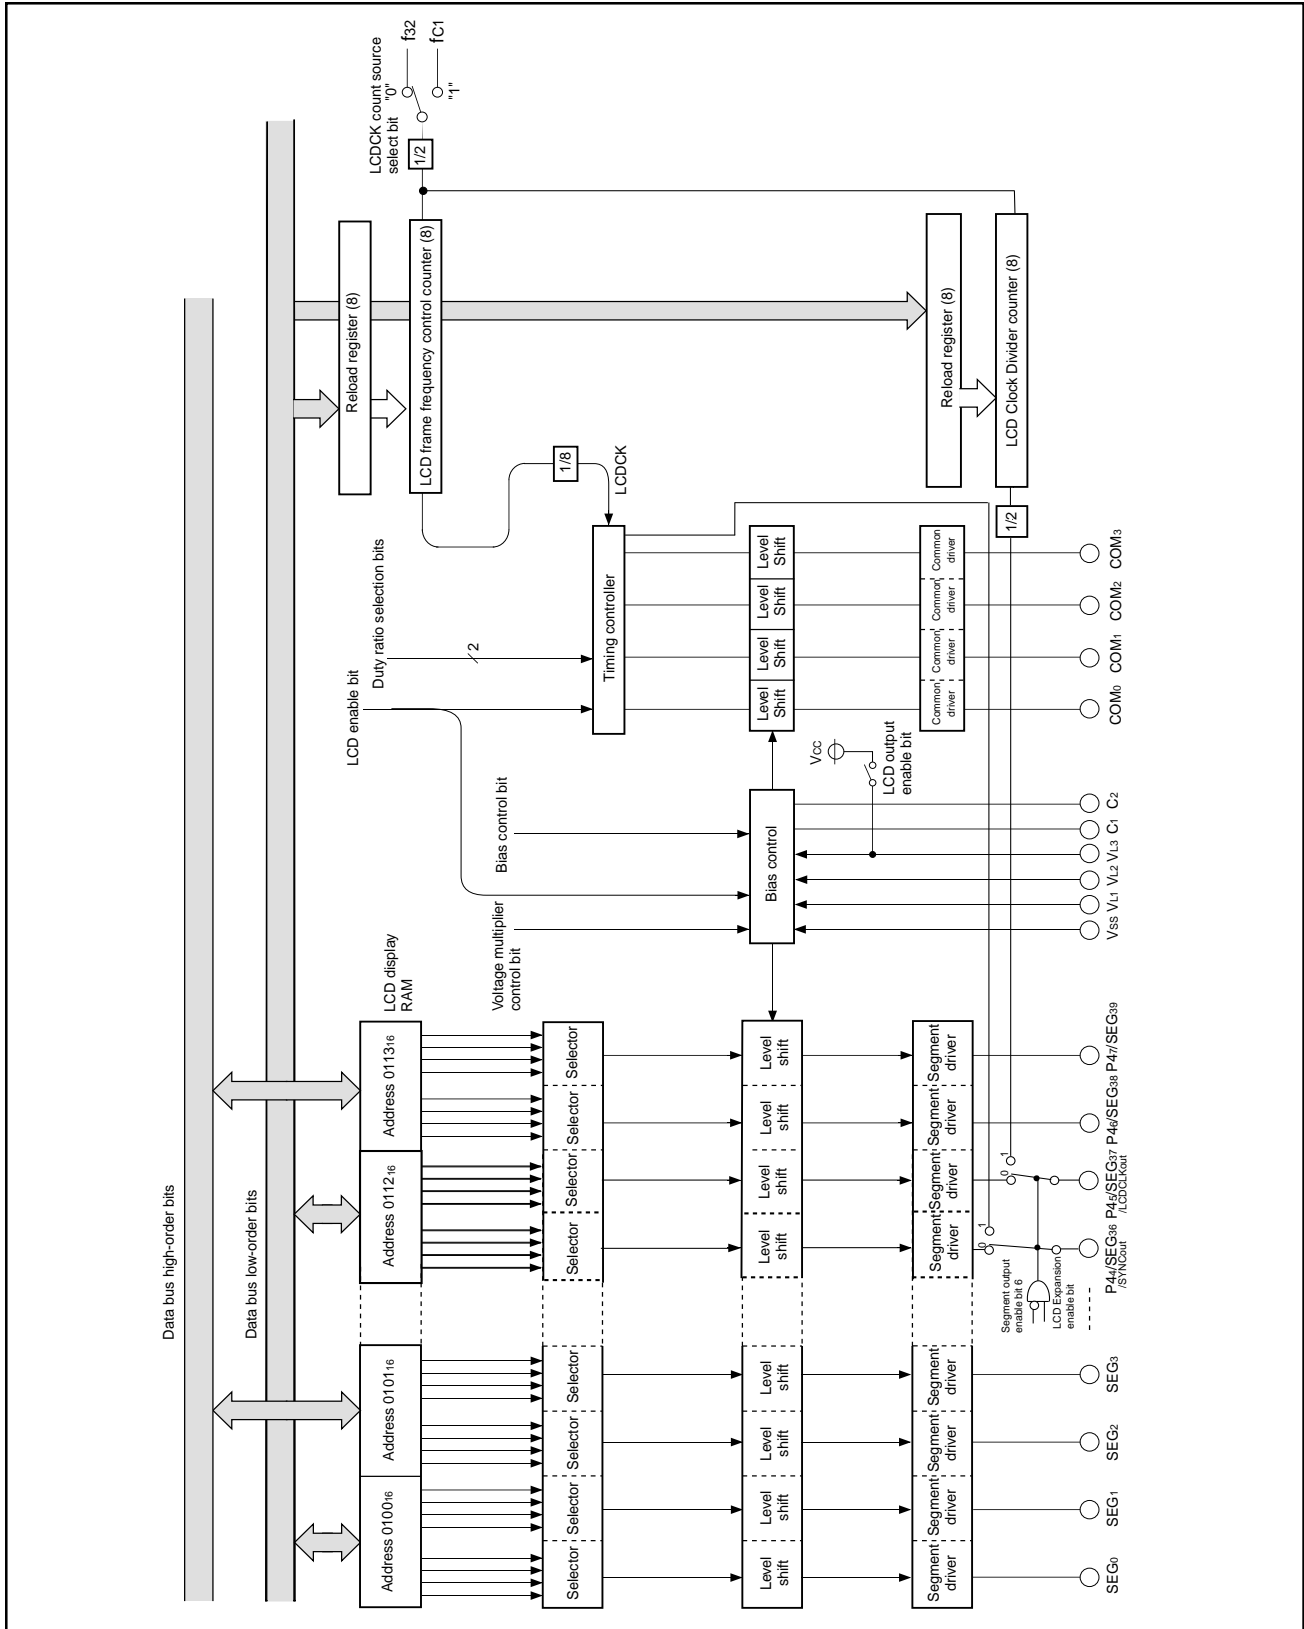 Data bus high-order bits
Data bus low-order bits
LCDCK count source
select bit
"0"
"1"
f32
fC1
1/2
Reload register (8)
LCD frame frequency control counter (8)
Reload register (8)
LCD Clock Divider counter (8)
1/2
1/8
LCDCK
Duty ratio selection bits
2
LCD enable bit
Timing controller
Bias control bit
Voltage multiplier
control bit
LCD display
RAM
Address 010016
Address 010116
Address 011216
Address 011316
Selector
Selector
Selector
Selector
Selector
Selector
Selector
Selector
Level
shift
Level
shift
Level
shift
Level
shift
Level
shift
Level
shift
Level
shift
Level
shift
Bias control
Level
Shift
Level
Shift
Level
Shift
Level
Shift
VCC
LCD output
enable bit
Segment
driver
Segment
driver
Segment
driver
Segment
driver
Segment
driver
Segment
driver
Segment
driver
Segment
driver
Common
driver
Common
driver
Common
driver
Common
driver
0
1
0
1
Segment output
enable bit 6
LCD Expansion
enable bit
SEG0
SEG1
SEG2
SEG3
P44/SEG36
/SYNCout
P45/SEG37
/LCDCLKout
P46/SEG38
P47/SEG39
VSS
VL1
VL2
VL3
C1
C2
COM0
COM1
COM2
COM3